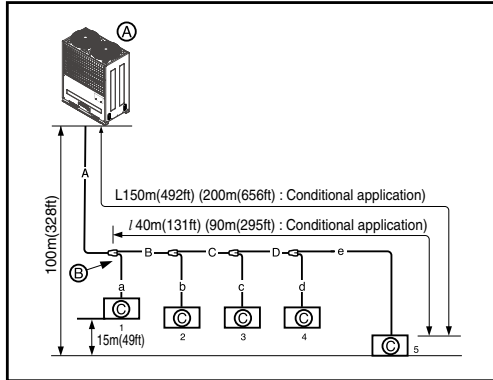 Ⓐ
A
L150m(492ft) (200m(656ft) : Conditional application)
l 40m(131ft) (90m(295ft) : Conditional application)
100m(328ft)
B C D e
Ⓑ
a b c d
Ⓒ Ⓒ Ⓒ Ⓒ Ⓒ
1 2 3 4 5
15m(49ft)